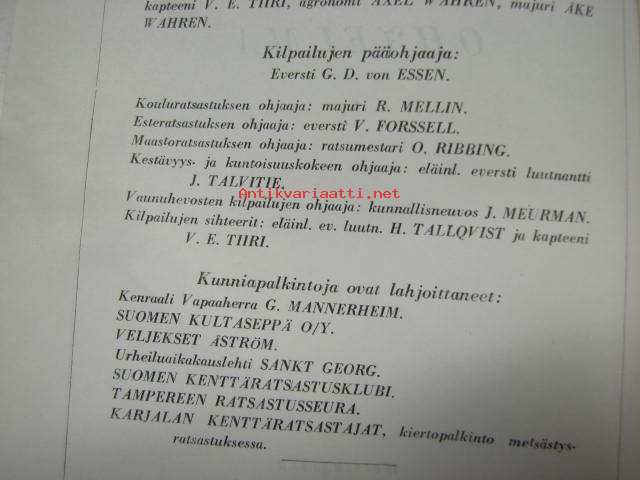 kapteeni V. E. TIIRI, agronomi AXEL WAHREN, majuri ÅKE
WAHREN.
Kilpailujen pääohjaaja:
Eversti G. D. von ESSEN.
Kouluratsastuksen ohjaaja: majuri R. MELLIN.
Esteratsastuksen ohjaaja: eversti V. FORSSELL.
Maastoratsastuksen ohjaaja: ratsumestari O. RIBBING.
Kestävyys- ja kuntoisuuskokeen ohjaaja: eläinl. eversti luutnantti
J. TALVITIE.
Antikvariaatti.net
Vaunuhevosten kilpailujen ohjaaja: kunnallisneuvos J. MEURMAN.
Kilpailujen sihteerit: eläinl. ev. luutn. H. TALLQVIST ja kapteeni
V. E. TIIRI.
Kunniapalkintoja ovat lahjoittaneet:
Kenraali Vapaaherra G. MANNERHEIM.
SUOMEN KULTASEPPÄ O/Y.
VELJEKSET ÅSTRÖM.
Urheiluaikakauslehti SANKT GEORG.
SUOMEN KENTTÄRATSASTUSKLUBI.
TAMPEREEN RATSASTUSSEURA.
KARJALAN KENTTÄRATSASTAJAT, kiertopalkinto metsästys-
ratsastuksessa.